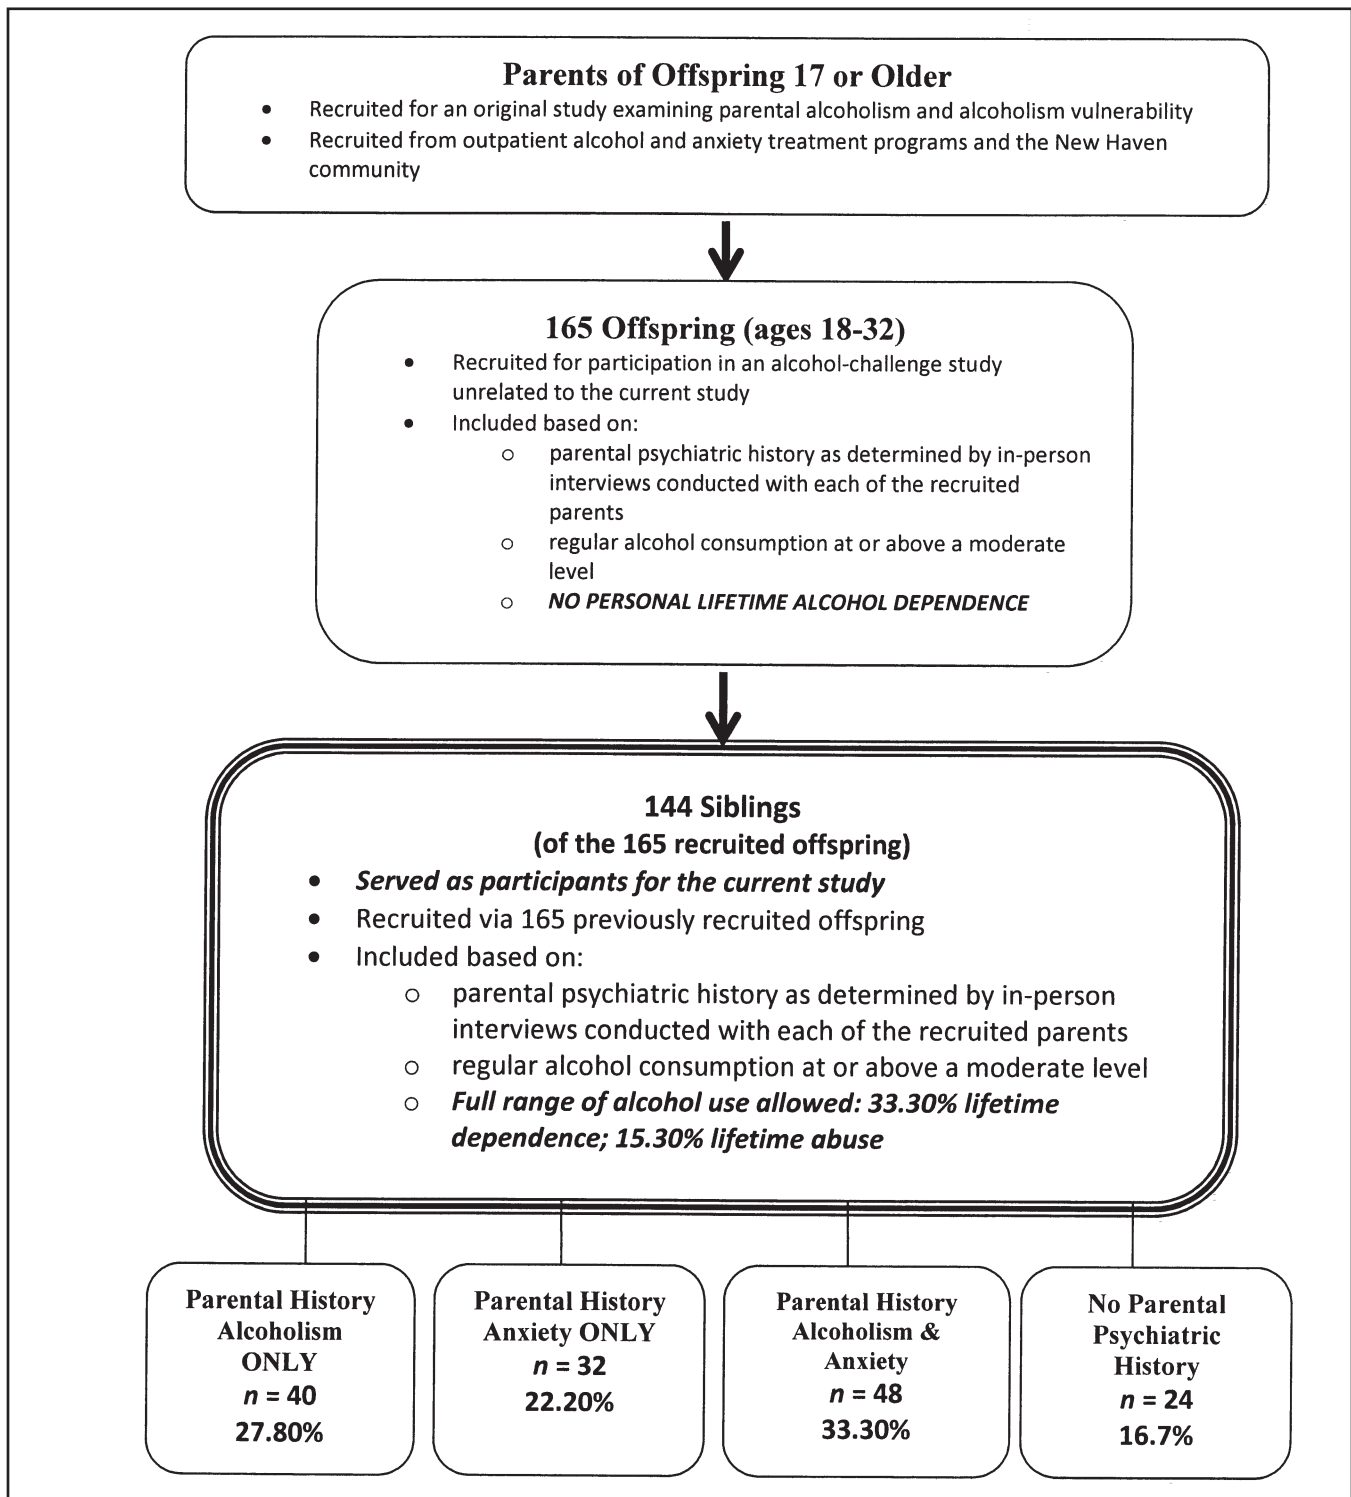 Parents of Offspring 17 or Older
• Recruited for an original study examining parental alcoholism and alcoholism vulnerability
• Recruited from outpatient alcohol and anxiety treatment programs and the New Haven
community
165 Offspring (ages 18-32)
• Recruited for participation in an alcohol-challenge study
unrelated to the current study
• Included based on:
○ parental psychiatric history as determined by in-person
interviews conducted with each of the recruited
parents
○ regular alcohol consumption at or above a moderate
level
○ NO PERSONAL LIFETIME ALCOHOL DEPENDENCE
144 Siblings
(of the 165 recruited offspring)
• Served as participants for the current study
• Recruited via 165 previously recruited offspring
• Included based on:
○ parental psychiatric history as determined by in-person
interviews conducted with each of the recruited parents
○ regular alcohol consumption at or above a moderate level
○ Full range of alcohol use allowed: 33.30% lifetime
dependence; 15.30% lifetime abuse
Parental History
Alcoholism
ONLY
n = 40
27.80%
Parental History
Anxiety ONLY
n = 32
22.20%
Parental History
Alcoholism &
Anxiety
n = 48
33.30%
No Parental
Psychiatric
History
n = 24
16.7%